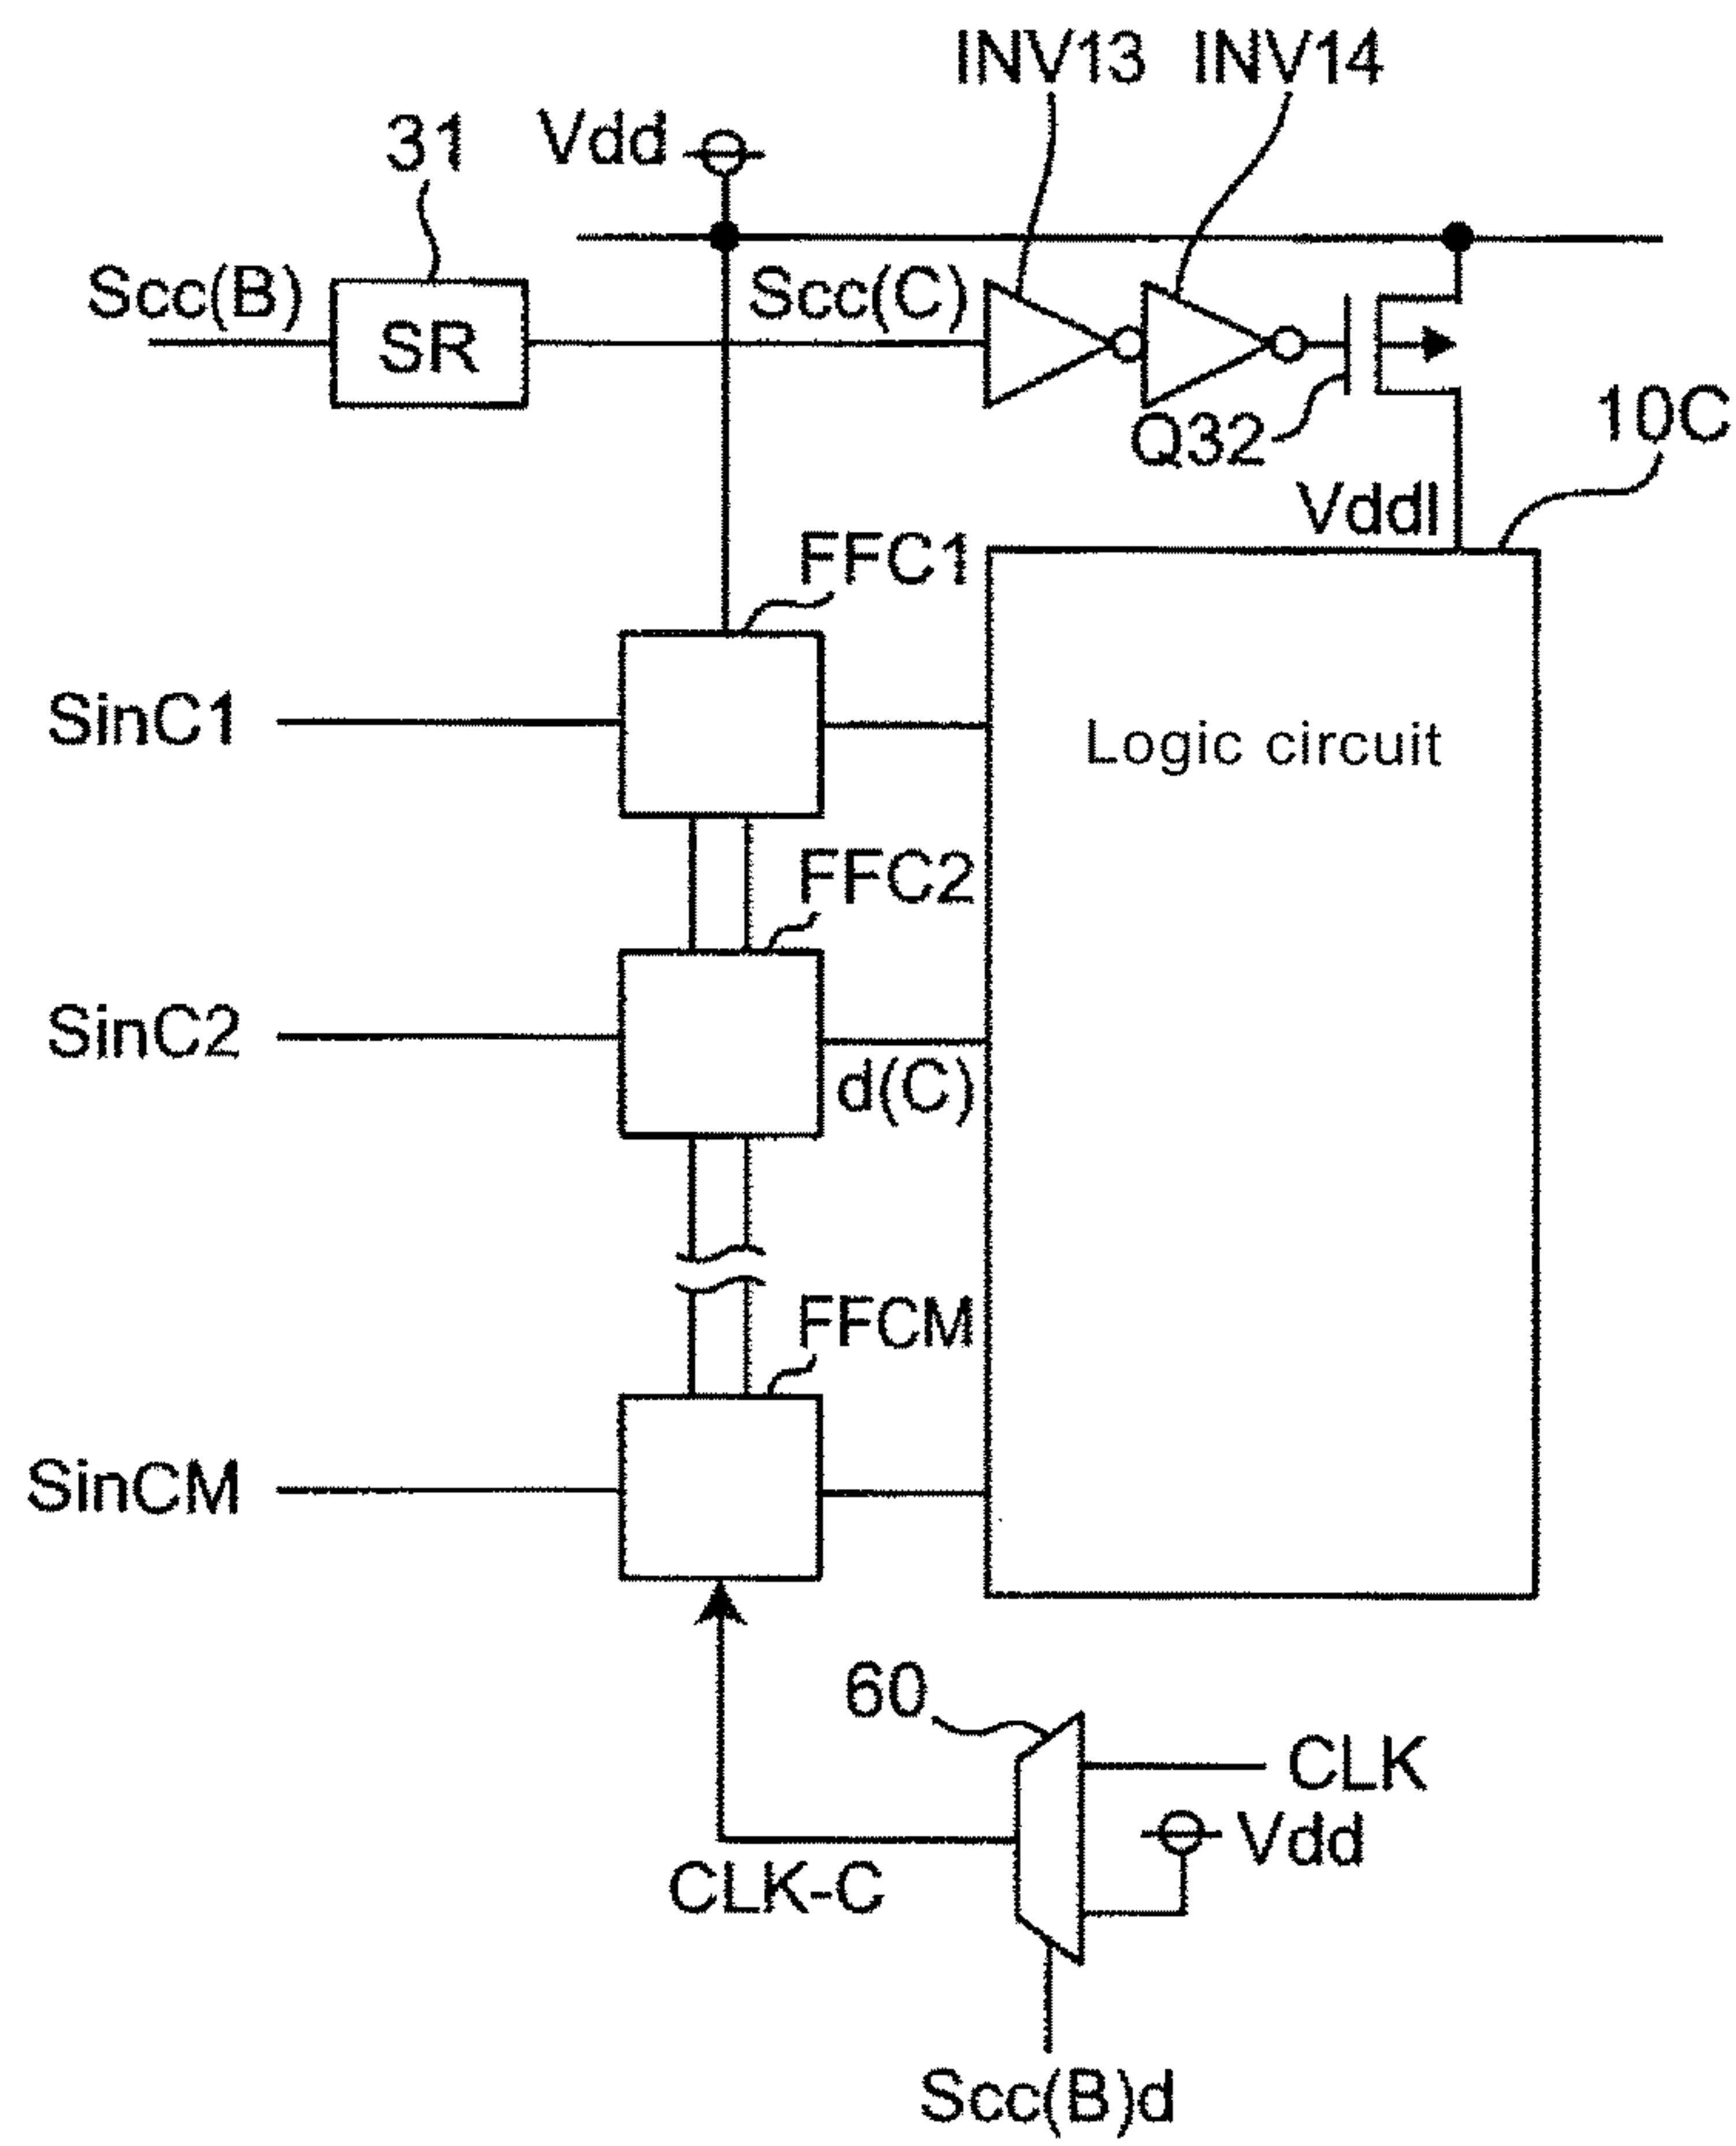 INV13 INV14
31 Vdd
Scc(B) SR Scc(C)
Q32 10C
Vddl
FFC1
SinC1 Logic circuit
FFC2
SinC2
d(C)
FFCM
SinCM
60
CLK
Vdd
CLK-C
Scc(B)d